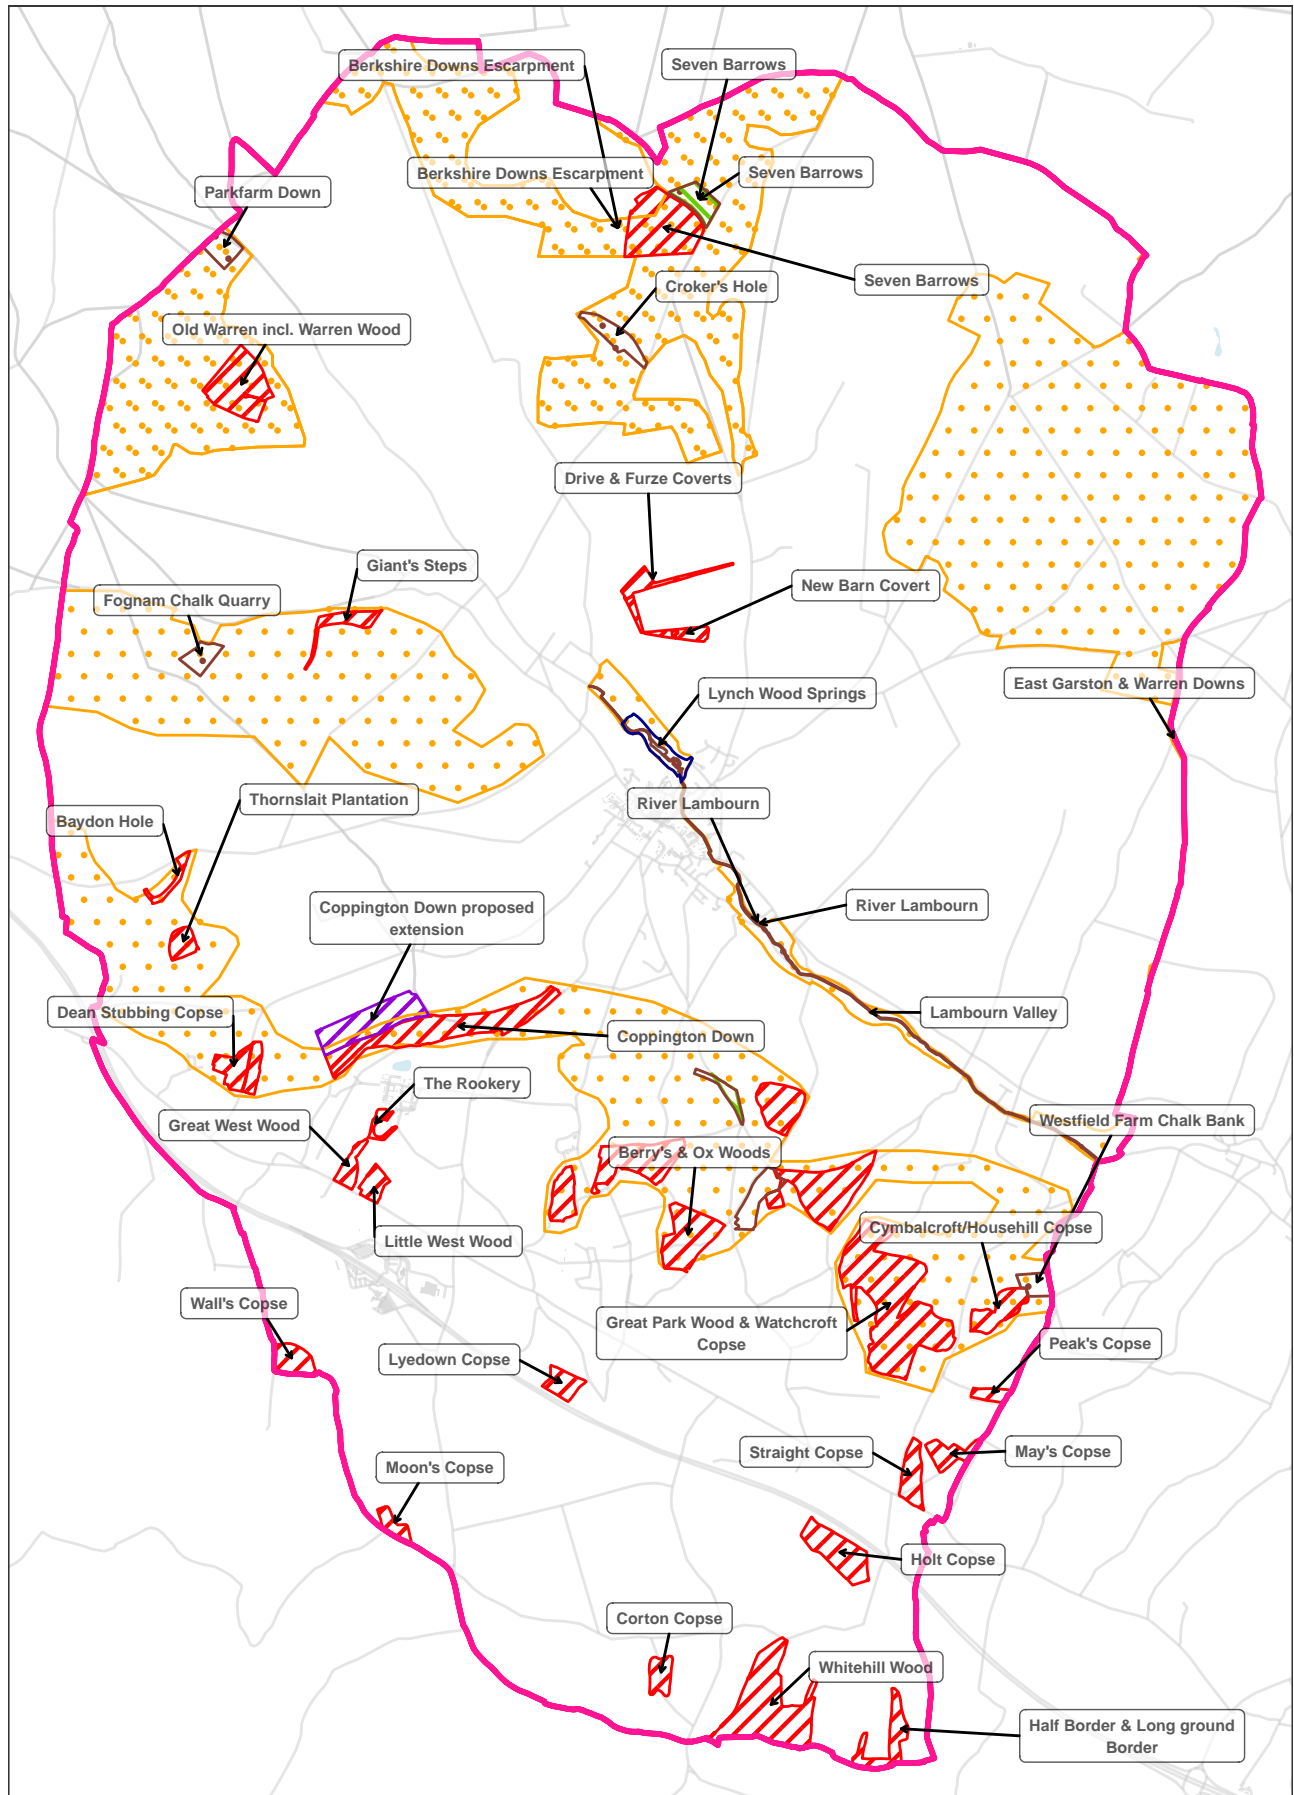 Berkshire Downs Escarpment
Seven Barrows
Berkshire Downs Escarpment
Seven Barrows
Parkfarm Down
Seven Barrows
Croker's Hole
Old Warren incl. Warren Wood
Drive & Furze Coverts
Giant's Steps
New Barn Covert
Fognam Chalk Quarry
East Garston & Warren Downs
Lynch Wood Springs
Thornslait Plantation
River Lambourn
Baydon Hole
River Lambourn
Coppington Down proposed
extension
Dean Stubbing Copse
Lambourn Valley
Coppington Down
The Rookery
Great West Wood
Westfield Farm Chalk Bank
Berry's & Ox Woods
Cymbalcroft/Househill Copse
Little West Wood
Wall's Copse
Great Park Wood & Watchcroft
Copse
Peak's Copse
Lyedown Copse
Straight Copse
May's Copse
Moon's Copse
Holt Copse
Corton Copse
Whitehill Wood
Half Border & Long ground
Border